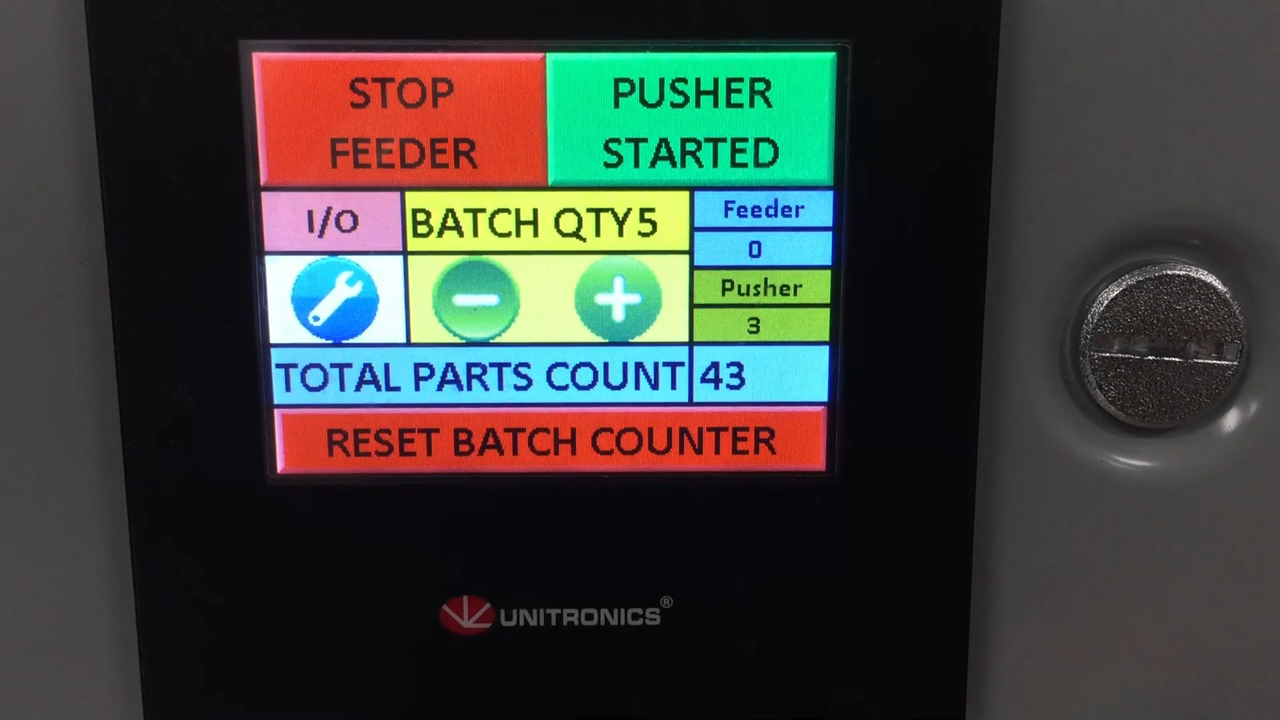 STOP
FEEDER
PUSHER
STARTED
I/O
BATCH QTY5
Feeder
0
Pusher
3
TOTAL PARTS COUNT 43
RESET BATCH COUNTER
UNITRONICS®